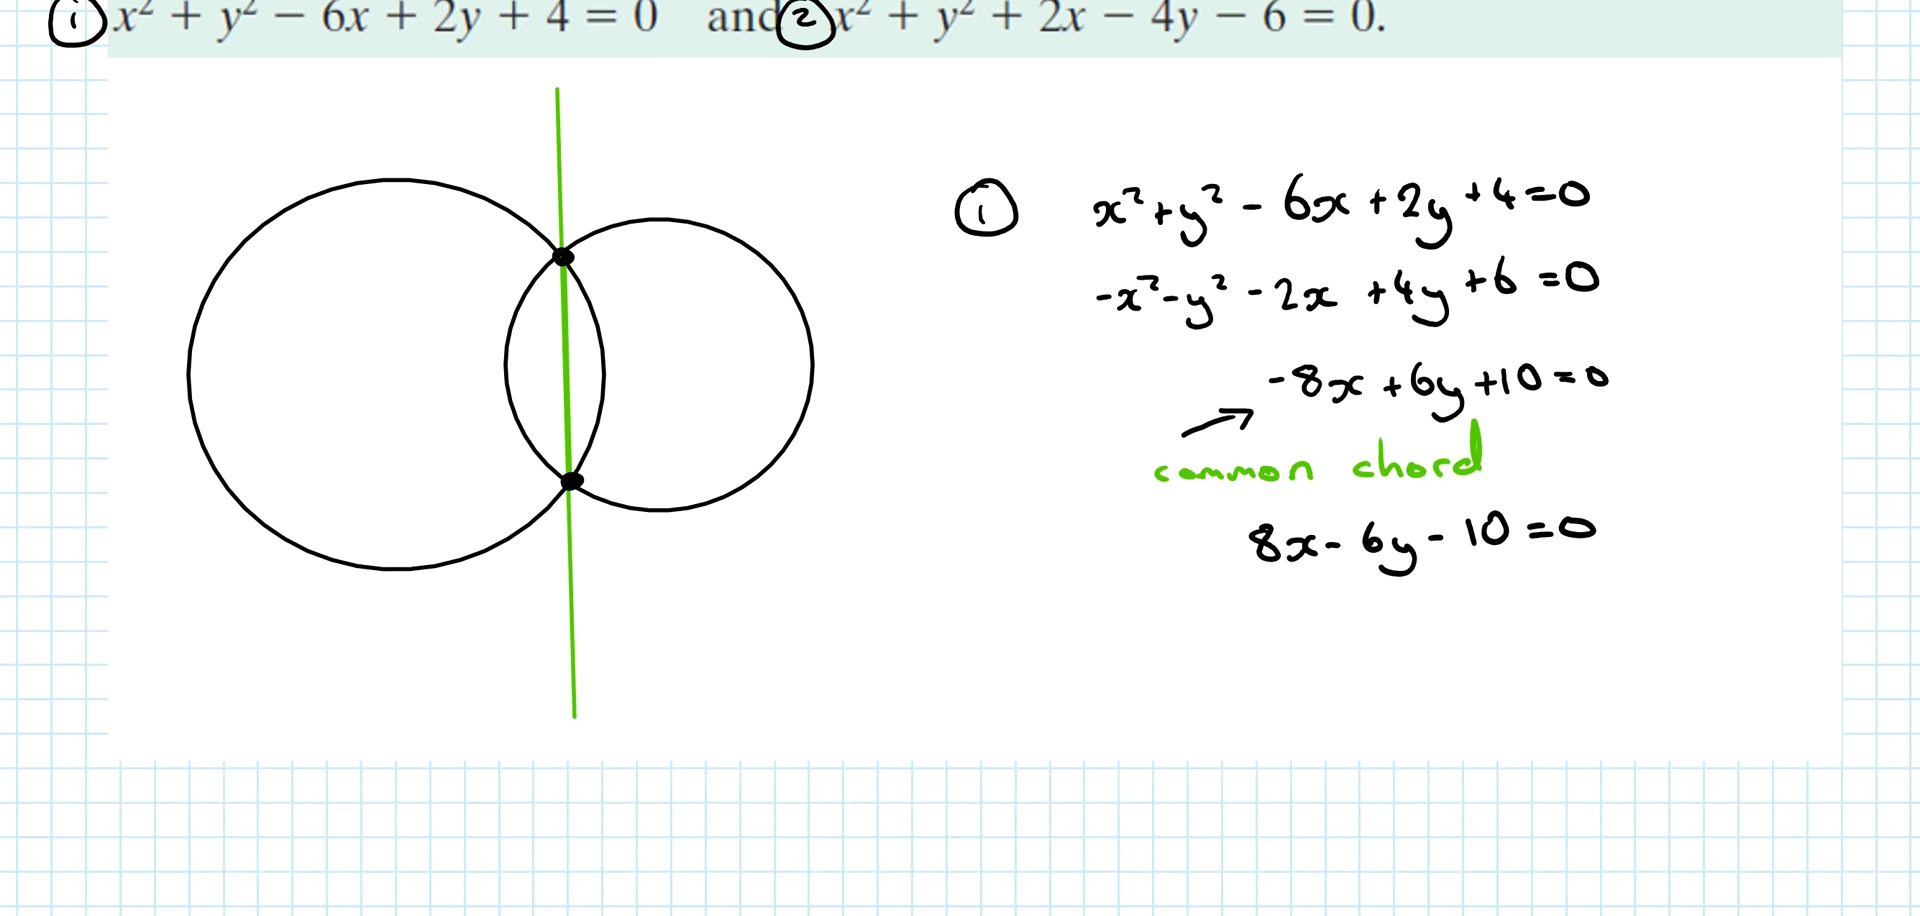 ① x² + y² − 6x + 2y + 4 = 0 and ② x² + y² + 2x − 4y − 6 = 0.
① x² + y² - 6x + 2y + 4 = 0
-x² - y² - 2x + 4y + 6 = 0
-8x + 6y + 10 = 0
common chord
8x - 6y - 10 = 0